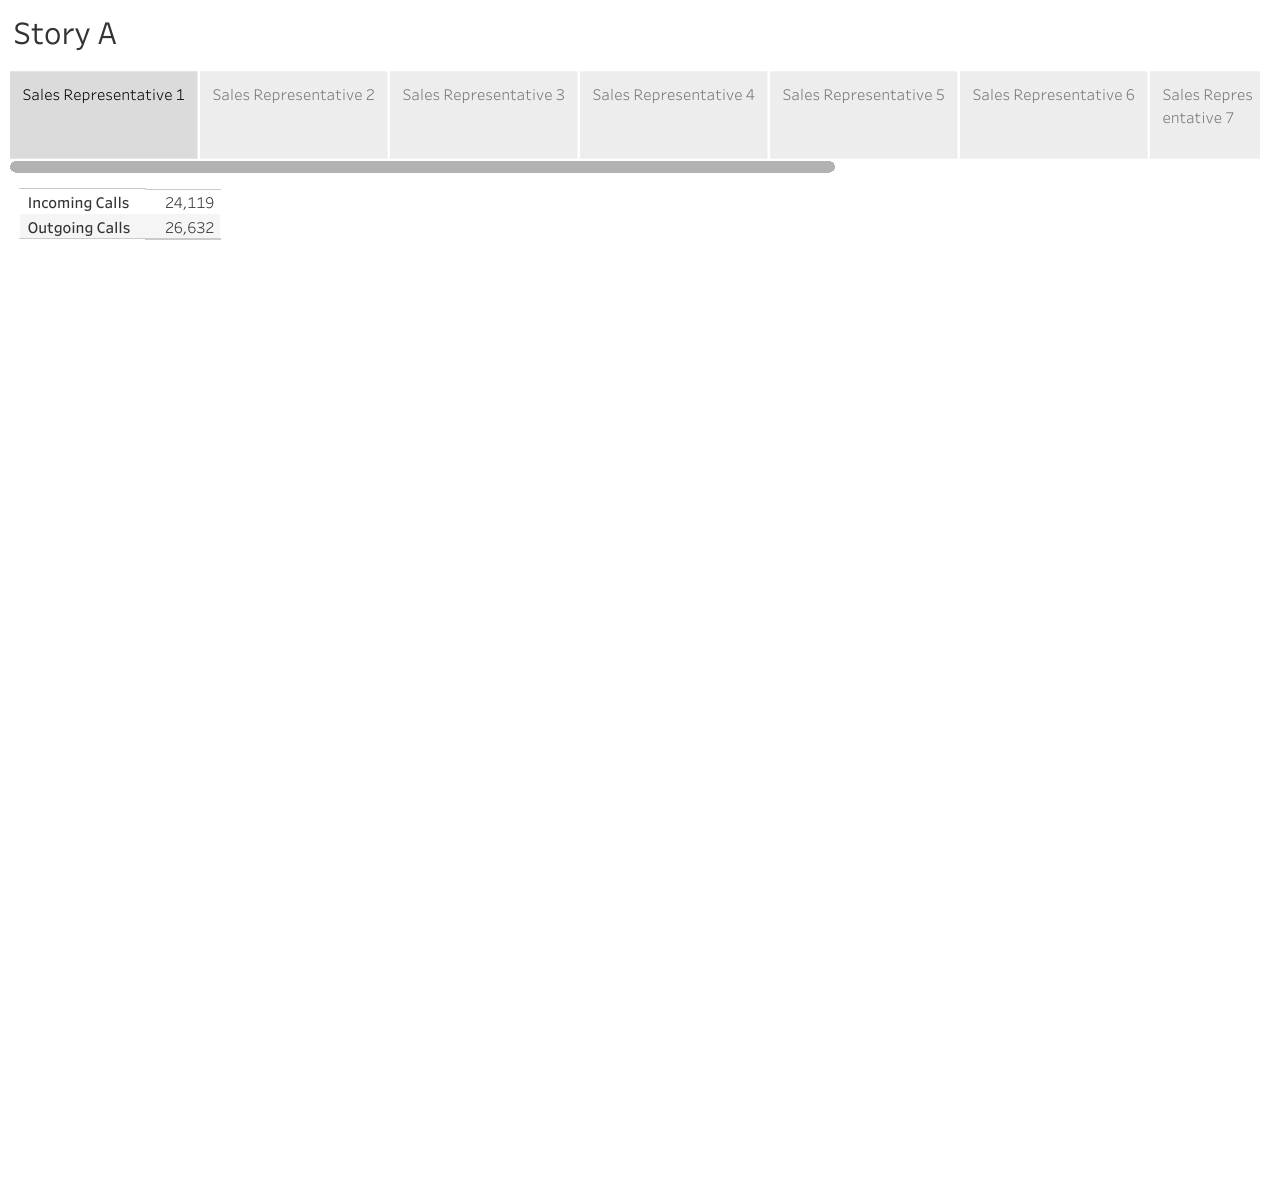 Story A
Sales Representative 1
Sales Representative 2
Sales Representative 3
Sales Representative 4
Sales Representative 5
Sales Representative 6
Sales Repres
entative 7
Incoming Calls 24,119
Outgoing Calls 26,632